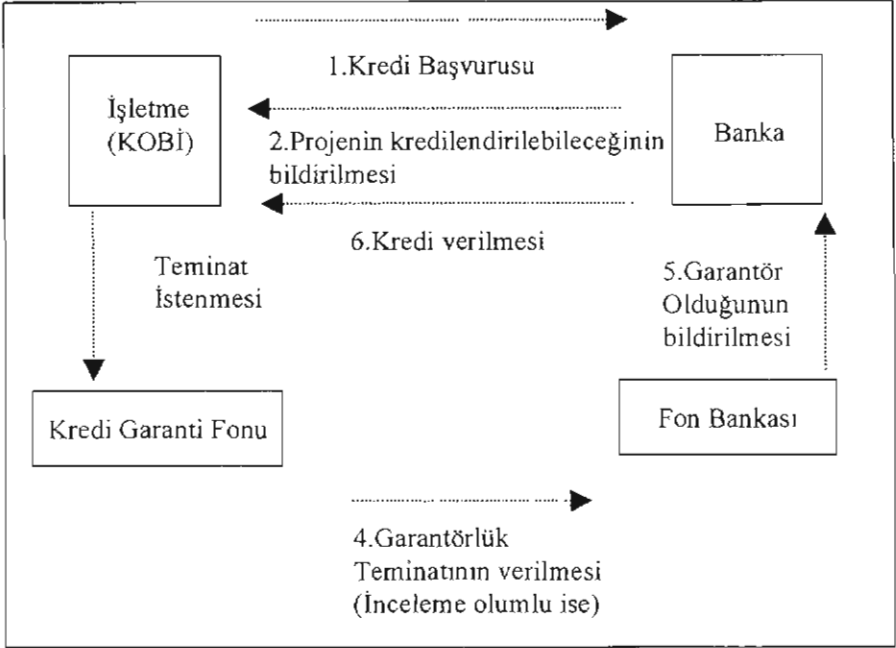 1.Kredi Başvurusu
İşletme
(KOBİ)
Banka
2.Projenin kredilendirilebileceğinin
bildirilmesi
6.Kredi verilmesi
Teminat
İstenmesi
5.Garantör
Olduğunun
bildirilmesi
Kredi Garanti Fonu
Fon Bankası
4.Garantörlük
Teminatının verilmesi
(İnceleme olumlu ise)